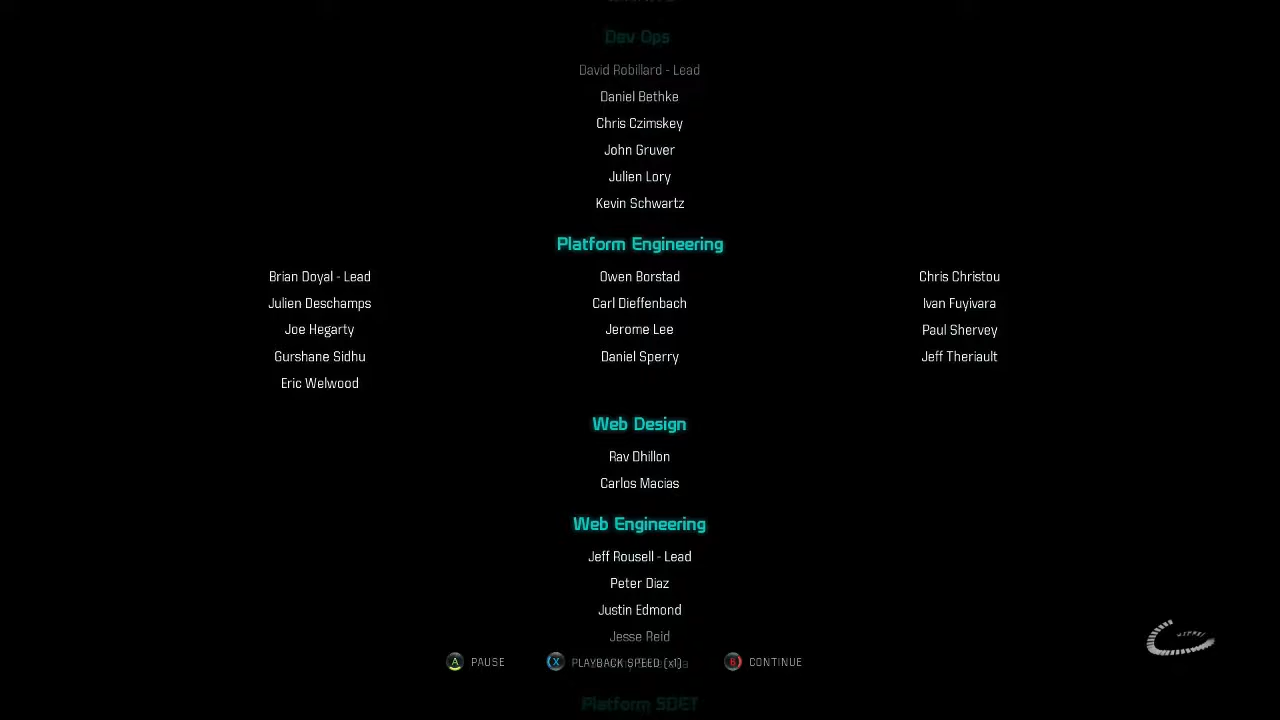 Dev Ops
David Robillard - Lead
Daniel Bethke
Chris Czimskey
John Gruver
Julien Lory
Kevin Schwartz
Platform Engineering
Brian Doyal - Lead Owen Borstad Chris Christou
Julien Deschamps Carl Dieffenbach Ivan Fuyivara
Joe Hegarty Jerome Lee Paul Shervey
Gurshane Sidhu Daniel Sperry Jeff Theriault
Eric Welwood
Web Design
Rav Dhillon
Carlos Macias
Web Engineering
Jeff Rousell - Lead
Peter Diaz
Justin Edmond
Jesse Reid
A PAUSE X PLAYBACK SPEED (x1) B CONTINUE
Platform SDET